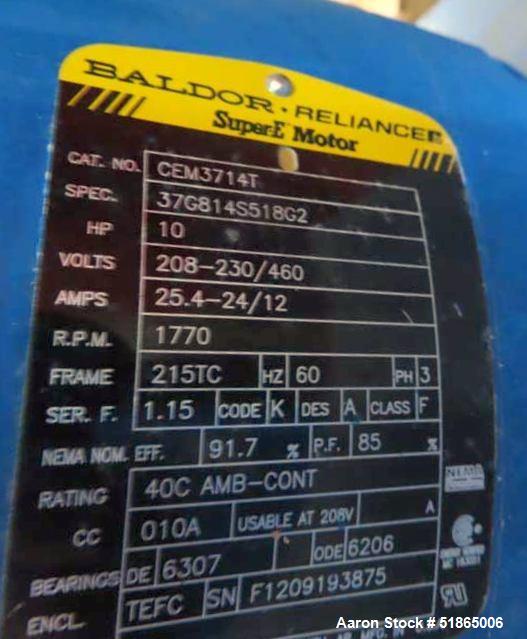 BALDOR • RELIANCE
Super-E Motor
CAT. NO. CEM3714T
SPEC. 37G814S518G2
HP 10
VOLTS 208-230/460
AMPS 25.4-24/12
R.P.M. 1770
FRAME 215TC HZ 60 PH 3
SER. F. 1.15 CODE K DES A CLASS F
NEMA NOM. EFF. 91.7 % P.F. 85 %
RATING 40C AMB-CONT
NEMA
CC 010A USABLE AT 208V A
BEARINGS DE 6307 ODE 6206
ENCL. TEFC SN F1209193875
Aaron Stock # 51865006